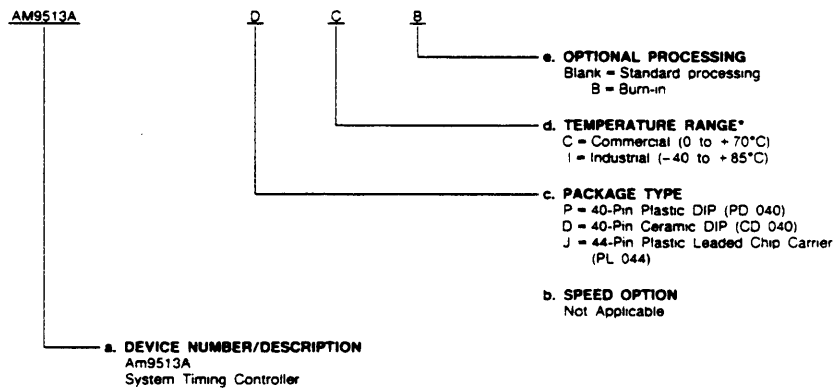 AM9513A D C B
e. OPTIONAL PROCESSING
Blank = Standard processing
B = Burn-in
d. TEMPERATURE RANGE*
C = Commercial (0 to +70°C)
I = Industrial (-40 to +85°C)
c. PACKAGE TYPE
P = 40-Pin Plastic DIP (PD 040)
D = 40-Pin Ceramic DIP (CD 040)
J = 44-Pin Plastic Leaded Chip Carrier
(PL 044)
b. SPEED OPTION
Not Applicable
a. DEVICE NUMBER/DESCRIPTION
Am9513A
System Timing Controller